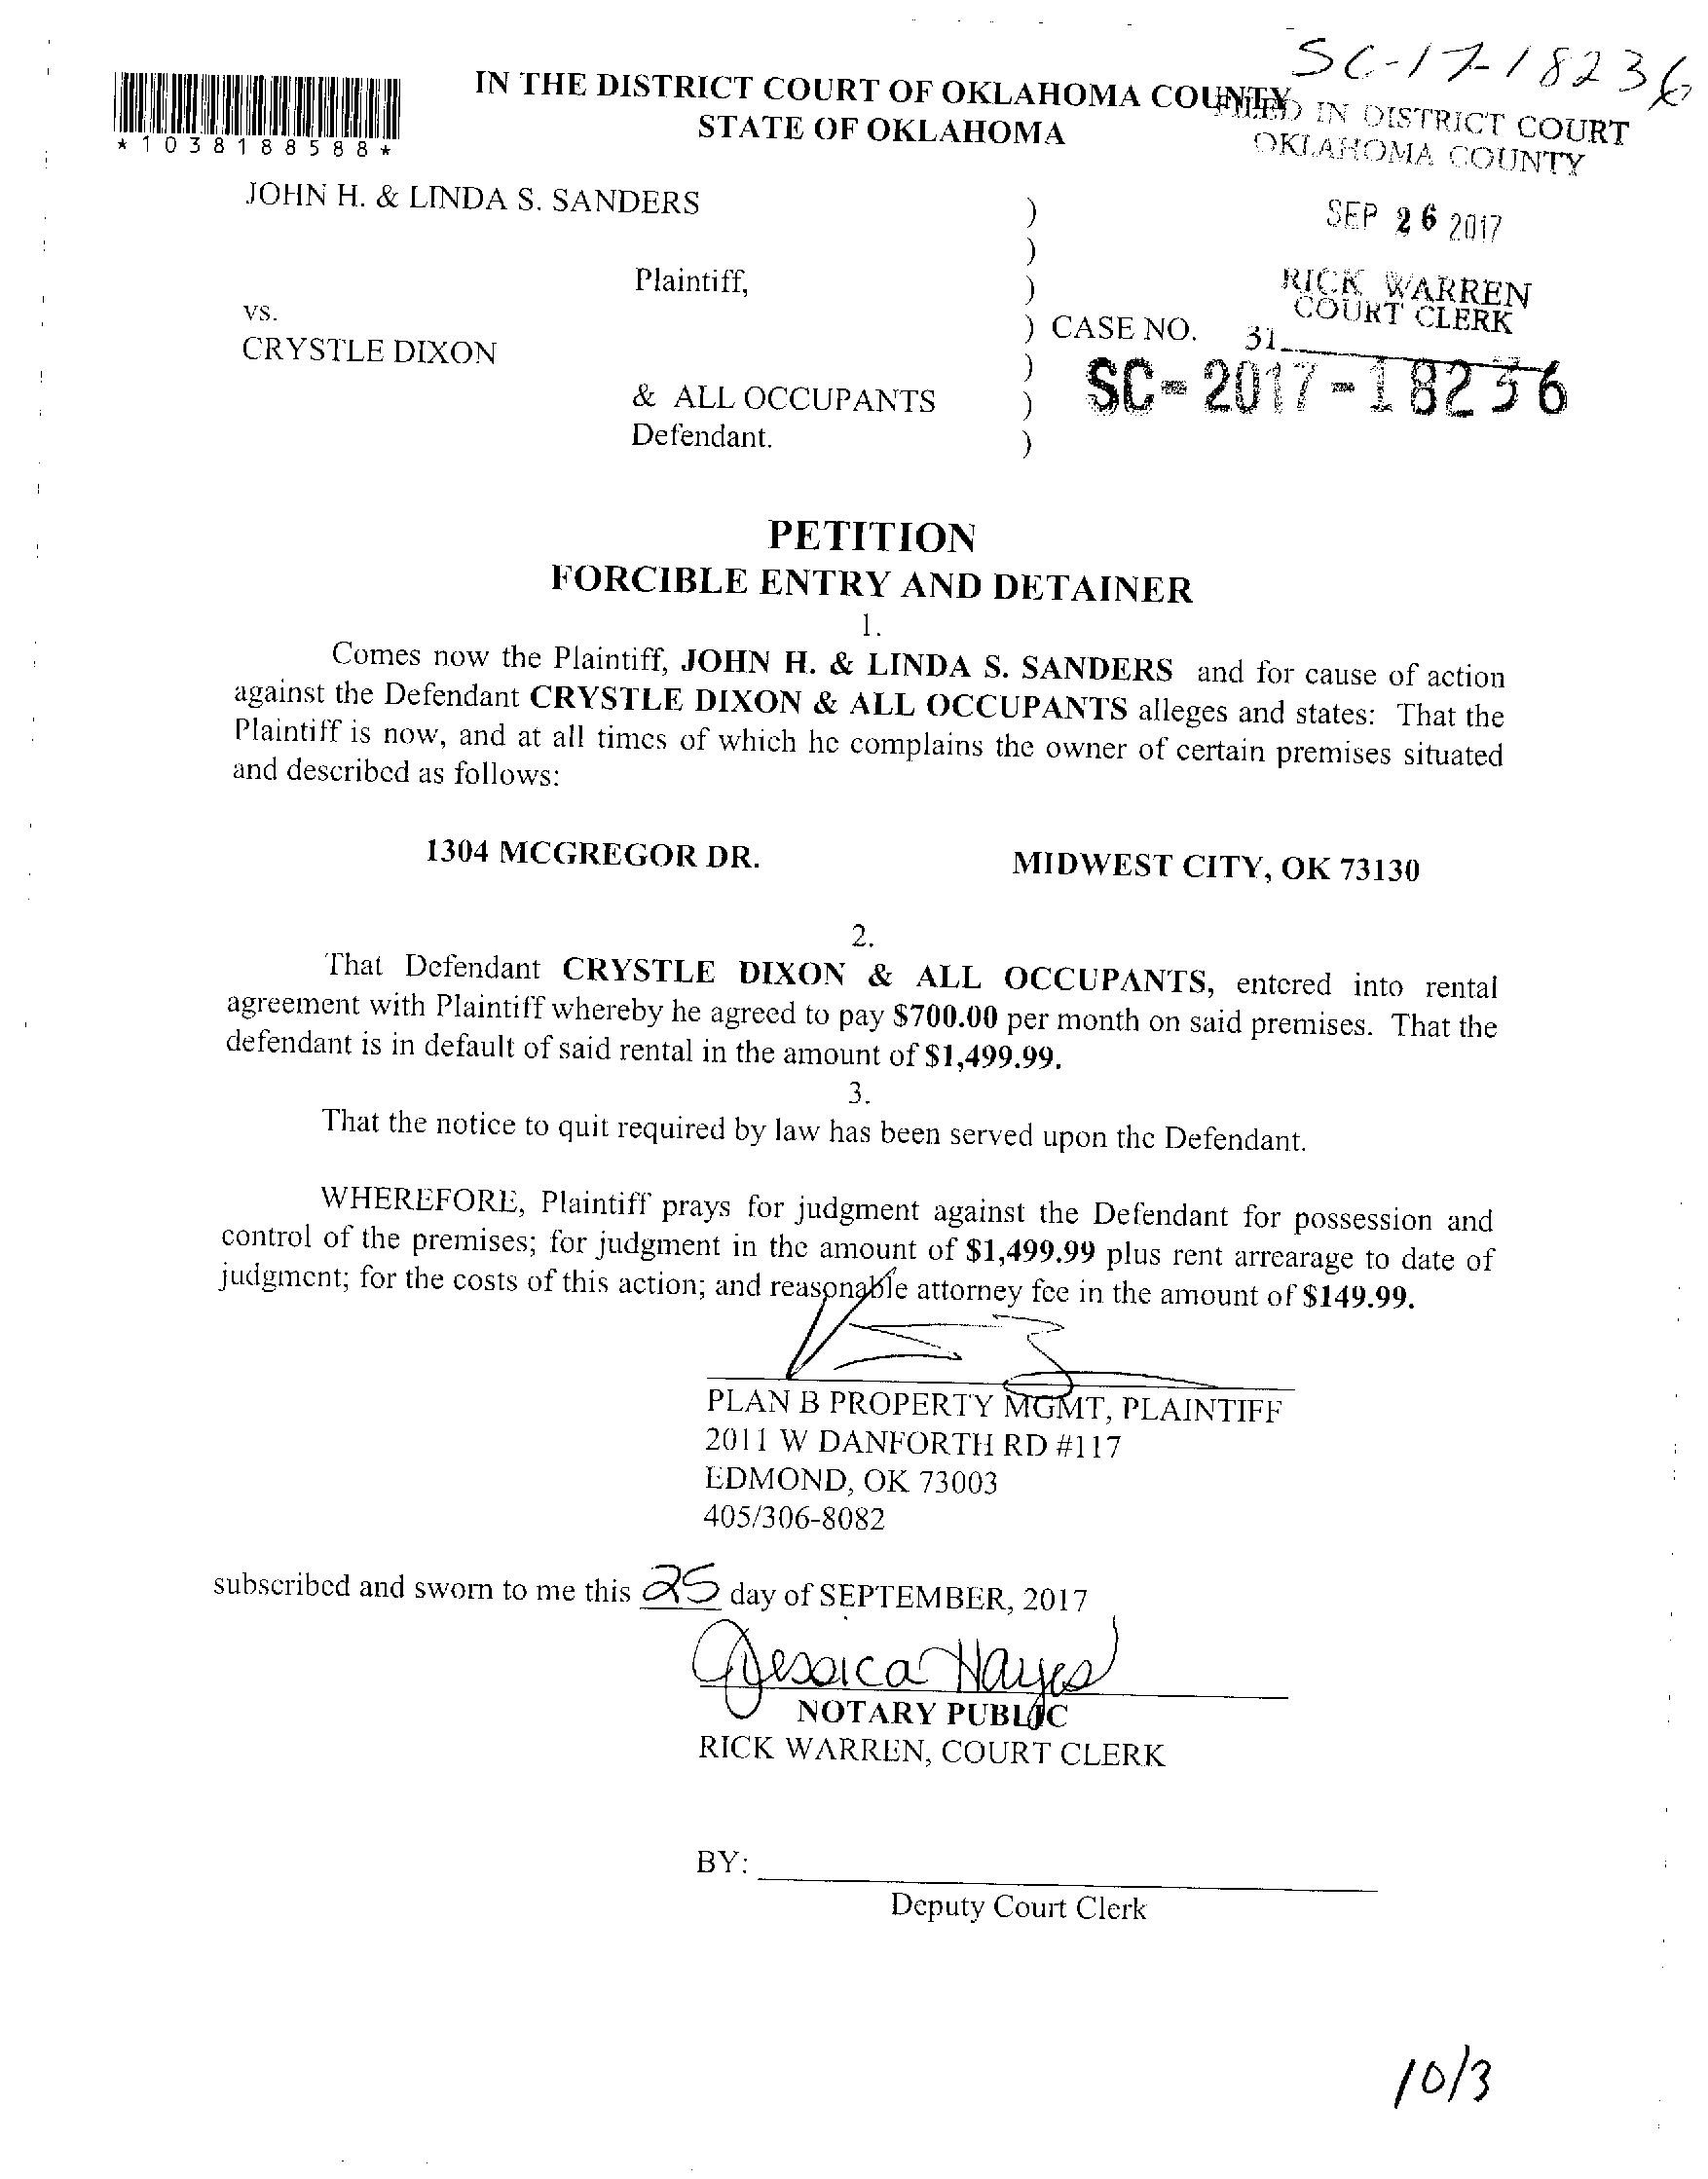 SC-17-18236
IN THE DISTRICT COURT OF OKLAHOMA COUNTY
STATE OF OKLAHOMA
FILED IN DISTRICT COURT
OKLAHOMA COUNTY
*1038188588*
JOHN H. & LINDA S. SANDERS )
SEP 26 2017
)
Plaintiff, )
RICK WARREN
COURT CLERK
vs. ) CASE NO. 31
CRYSTLE DIXON )
SC-2017-18236
& ALL OCCUPANTS )
Defendant. )
PETITION
FORCIBLE ENTRY AND DETAINER
1.
Comes now the Plaintiff, JOHN H. & LINDA S. SANDERS and for cause of action
against the Defendant CRYSTLE DIXON & ALL OCCUPANTS alleges and states: That the
Plaintiff is now, and at all times of which he complains the owner of certain premises situated
and described as follows:
1304 MCGREGOR DR. MIDWEST CITY, OK 73130
2.
That Defendant CRYSTLE DIXON & ALL OCCUPANTS, entered into rental
agreement with Plaintiff whereby he agreed to pay $700.00 per month on said premises. That the
defendant is in default of said rental in the amount of $1,499.99.
3.
That the notice to quit required by law has been served upon the Defendant.
WHEREFORE, Plaintiff prays for judgment against the Defendant for possession and
control of the premises; for judgment in the amount of $1,499.99 plus rent arrearage to date of
judgment; for the costs of this action; and reasonable attorney fee in the amount of $149.99.
PLAN B PROPERTY MGMT, PLAINTIFF
2011 W DANFORTH RD #117
EDMOND, OK 73003
405/306-8082
subscribed and sworn to me this 25 day of SEPTEMBER, 2017
Jessica Hayes
NOTARY PUBLIC
RICK WARREN, COURT CLERK
BY:
Deputy Court Clerk
10/3